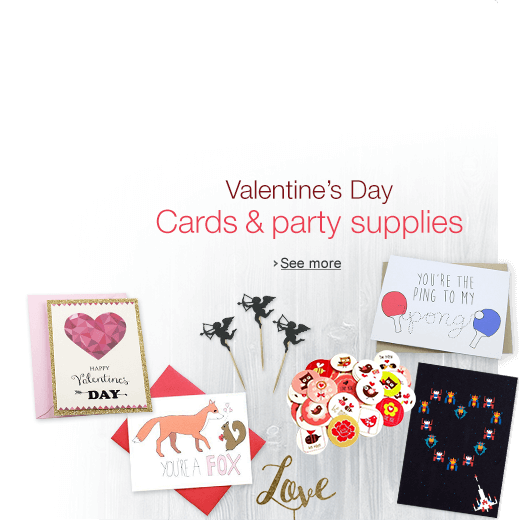 Valentine's Day
Cards & party supplies
› See more
YOU'RE THE
PING TO MY
pong
HAPPY
Valentine's
DAY
YOU'RE A FOX
Love